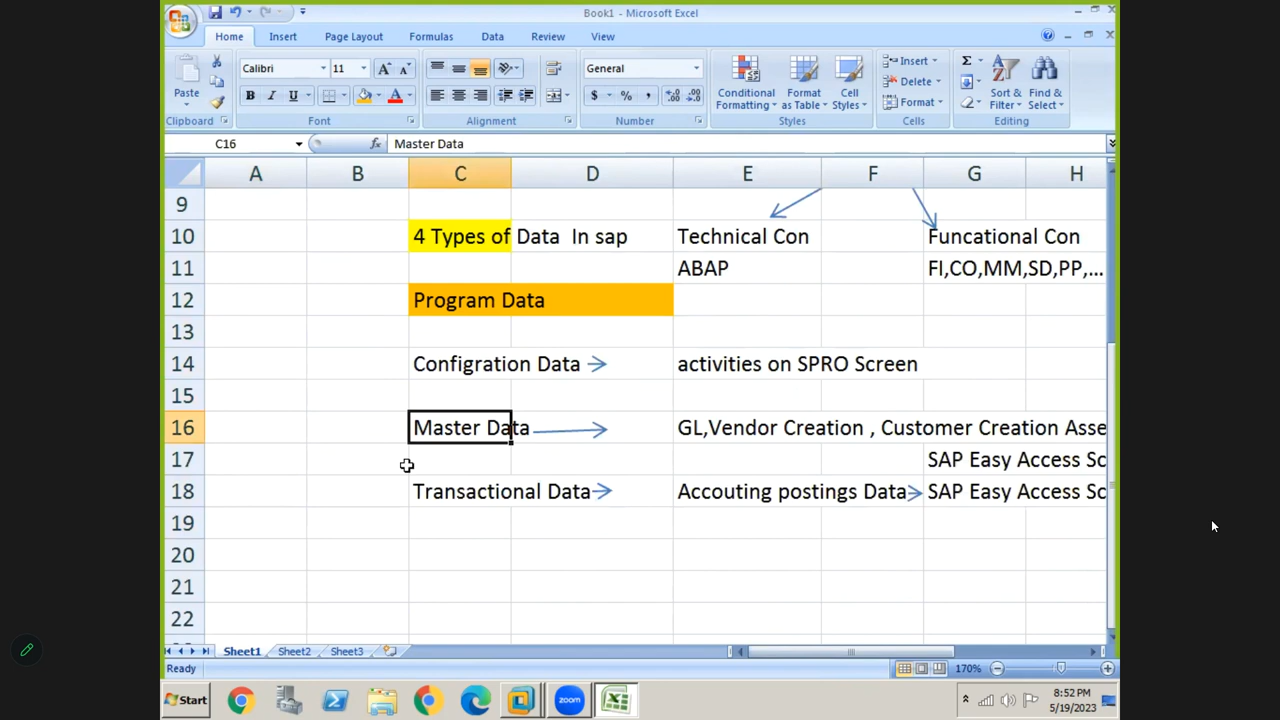 Book1 - Microsoft Excel
Home Insert Page Layout Formulas Data Review View
Calibri 11 General Insert Σ
Paste B I U $ % , Conditional Formatting Format as Table Cell Styles Delete Format Sort & Filter Find & Select
Clipboard Font Alignment Number Styles Cells Editing
C16 fx Master Data
A B C D E F G H
9
10 4 Types of Data In sap Technical Con Funcational Con
11 ABAP FI,CO,MM,SD,PP,...
12 Program Data
13
14 Configration Data activities on SPRO Screen
15
16 Master Data GL,Vendor Creation , Customer Creation Asse
17 SAP Easy Access Sc
18 Transactional Data Accouting postings Data SAP Easy Access Sc
19
20
21
22
Sheet1 Sheet2 Sheet3
Ready 170%
Start zoom 8:52 PM
5/19/2023